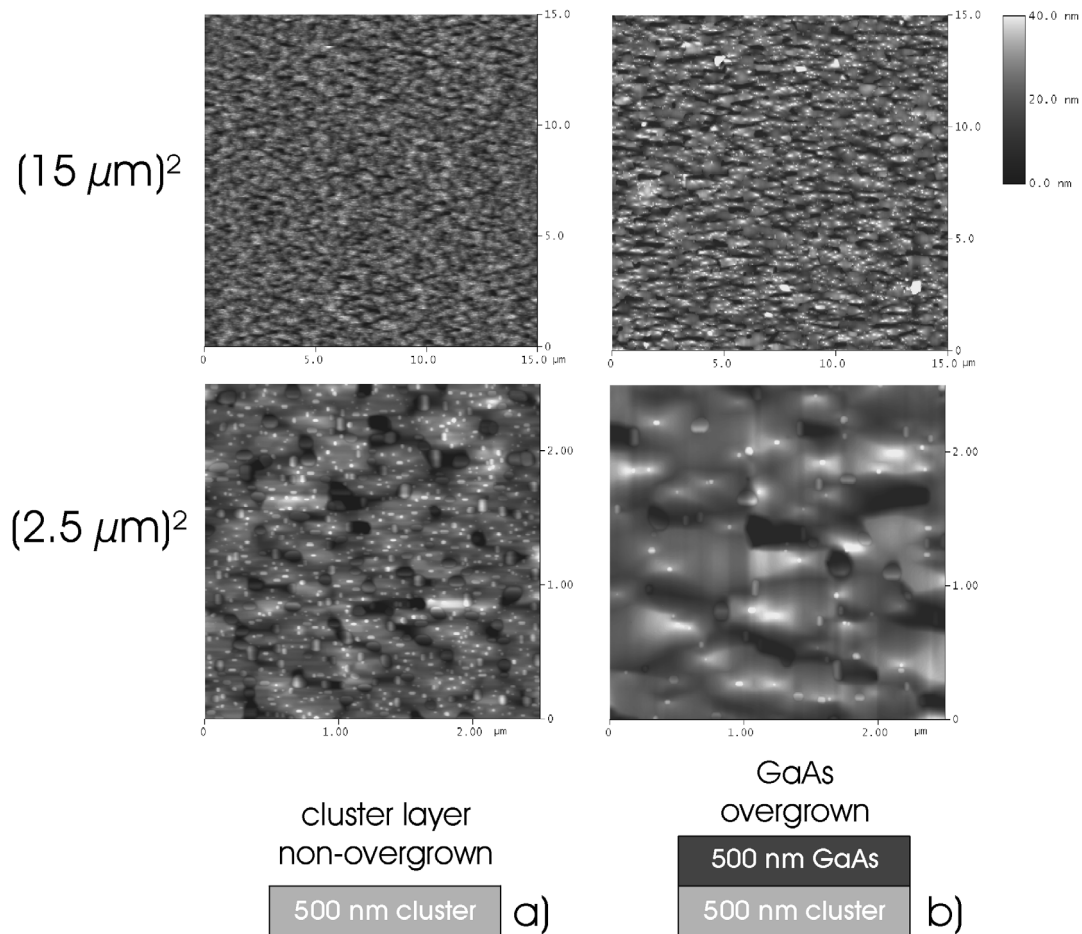 15.0
10.0
5.0
0
0 5.0 10.0 15.0 µm
15.0
10.0
5.0
0
0 5.0 10.0 15.0 µm
40.0 nm
20.0 nm
0.0 nm
(15 µm)²
2.00
1.00
0
0 1.00 2.00 µm
2.00
1.00
0
0 1.00 2.00 µm
(2.5 µm)²
cluster layer
non-overgrown
500 nm cluster
a)
GaAs
overgrown
500 nm GaAs
500 nm cluster
b)